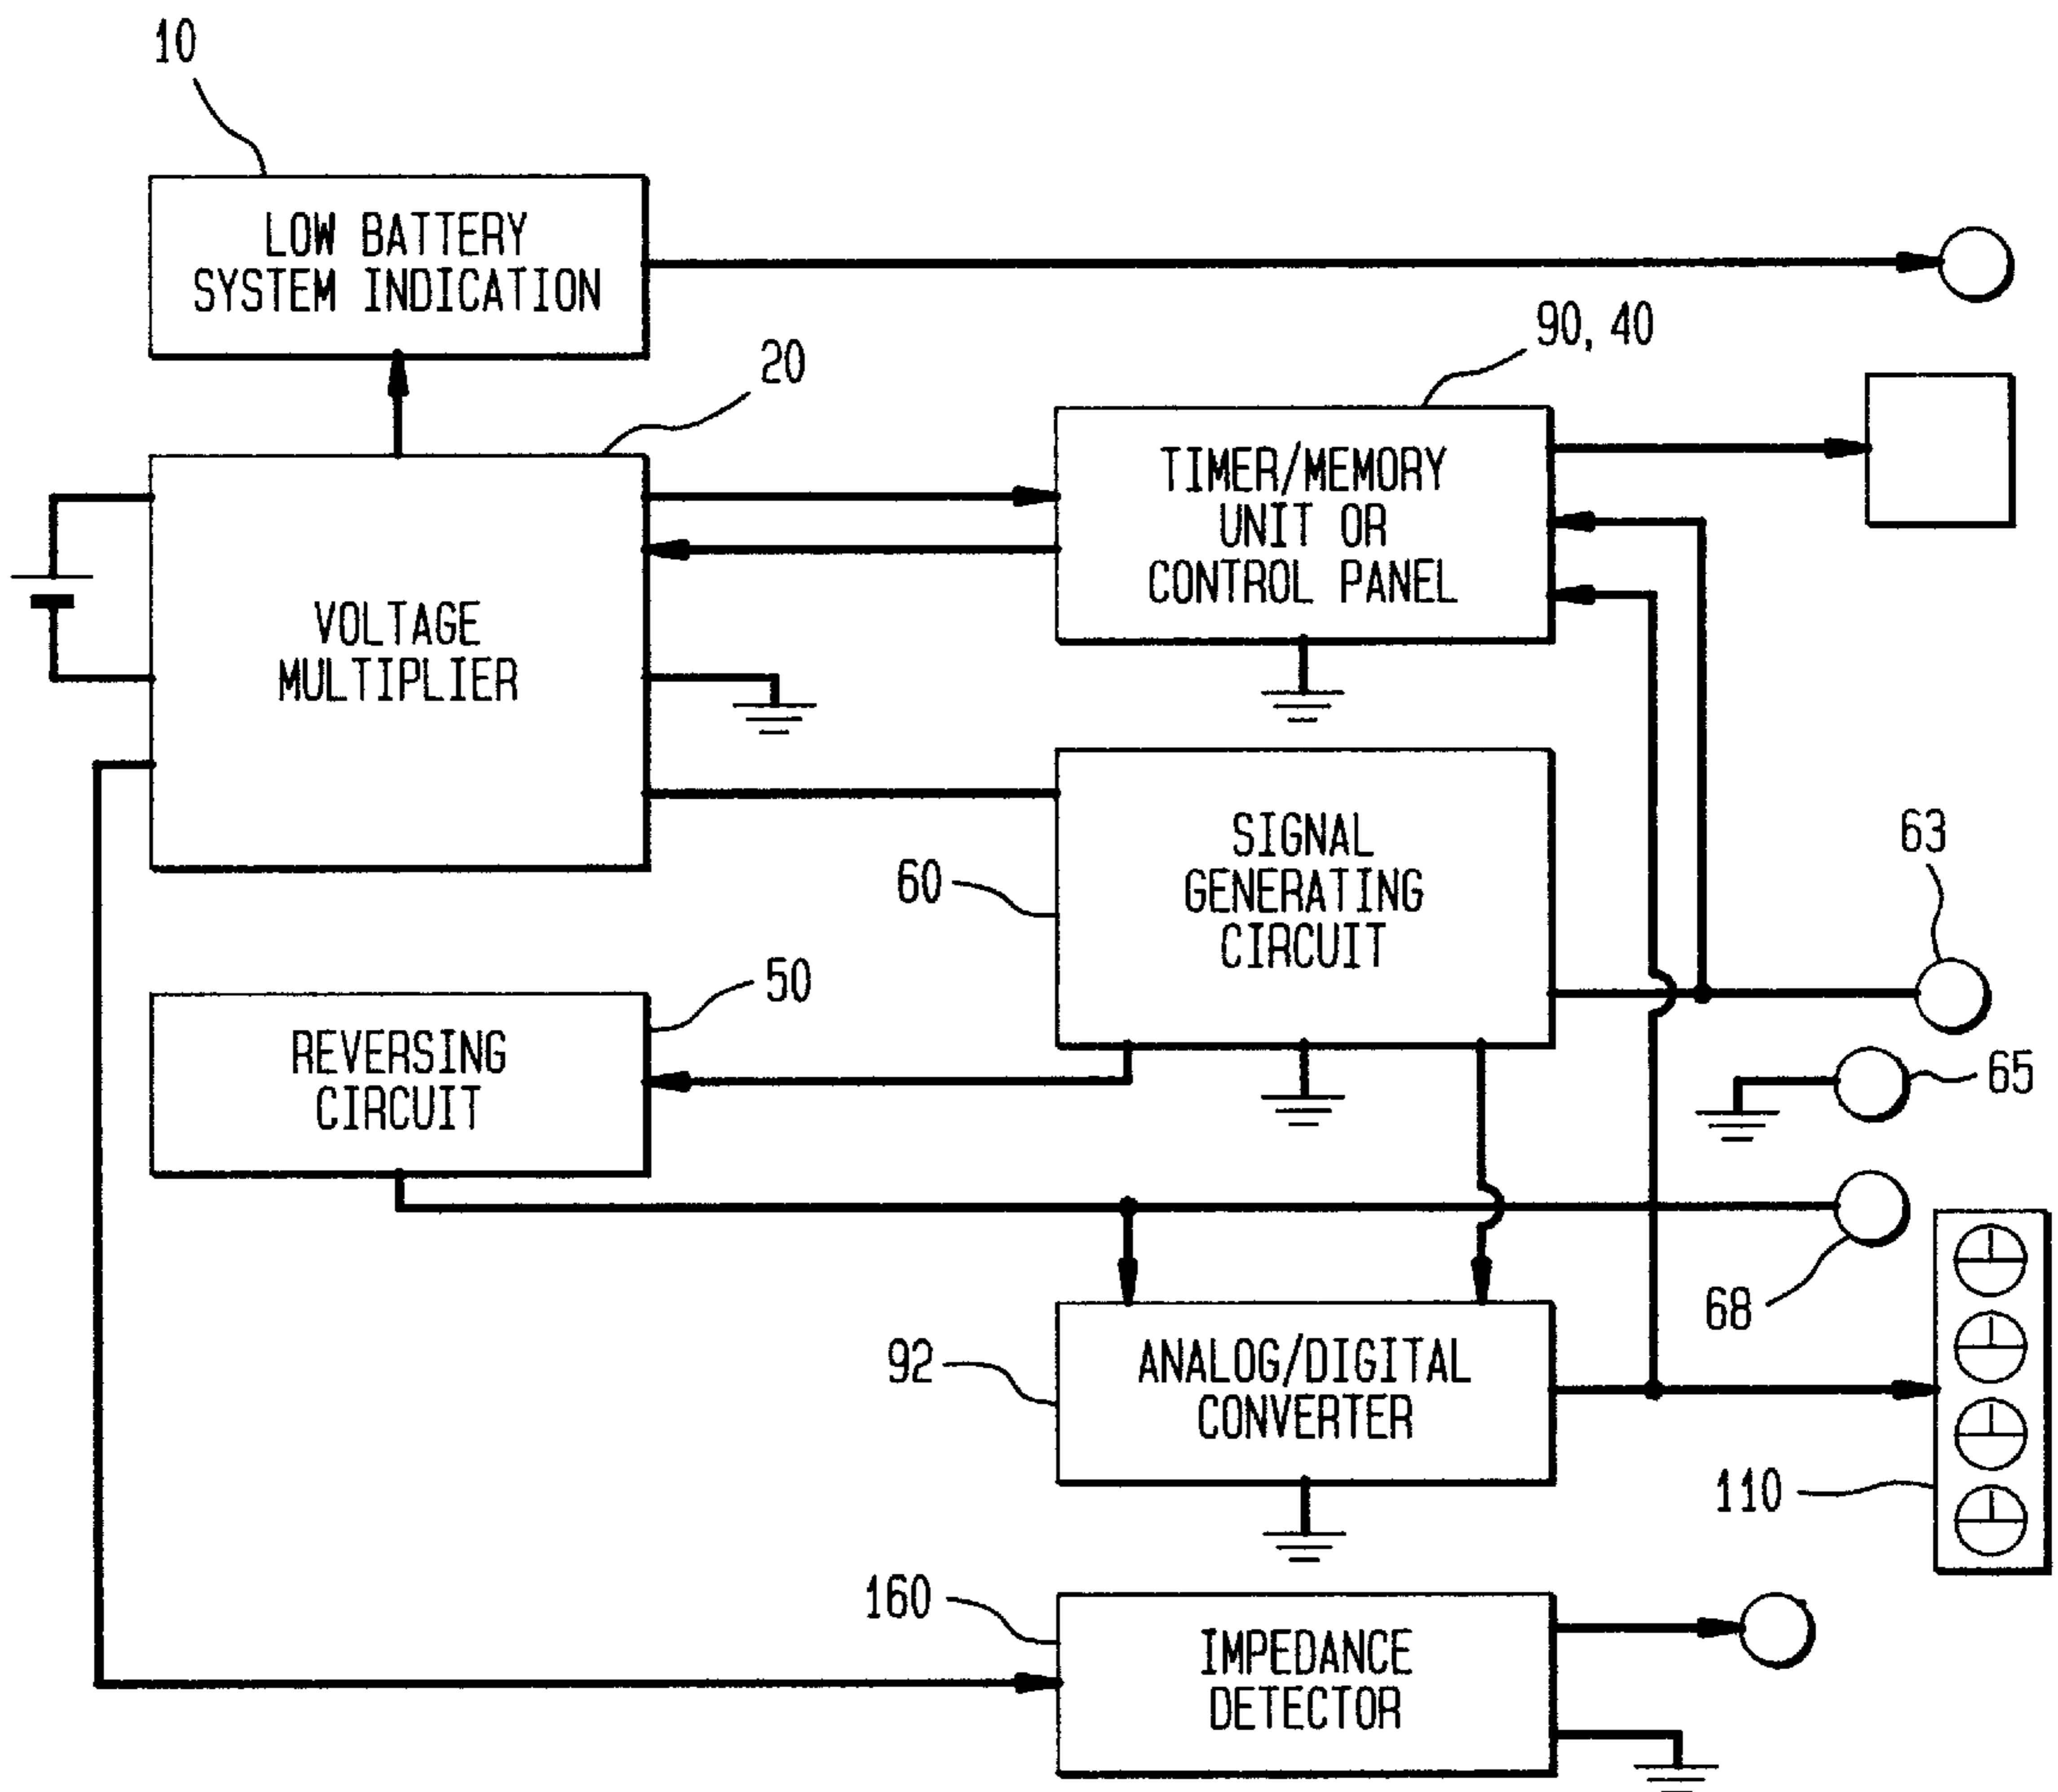 10
LOW BATTERY
SYSTEM INDICATION
20
90, 40
TIMER/MEMORY
UNIT OR
CONTROL PANEL
VOLTAGE
MULTIPLIER
SIGNAL
GENERATING
CIRCUIT
60
63
50
REVERSING
CIRCUIT
65
68
92
ANALOG/DIGITAL
CONVERTER
110
160
IMPEDANCE
DETECTOR